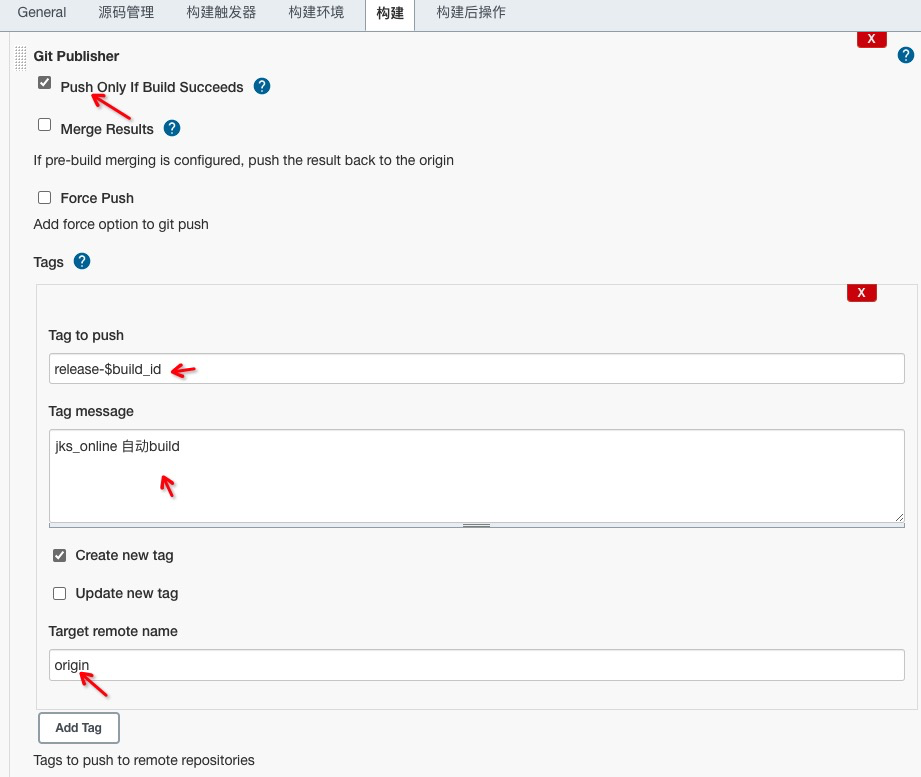 General 源码管理 构建触发器 构建环境 构建 构建后操作
X
Git Publisher ?
Push Only If Build Succeeds ?
Merge Results ?
If pre-build merging is configured, push the result back to the origin
Force Push
Add force option to git push
Tags ?
X
Tag to push
release-$build_id
Tag message
jks_online 自动build
Create new tag
Update new tag
Target remote name
origin
Add Tag
Tags to push to remote repositories